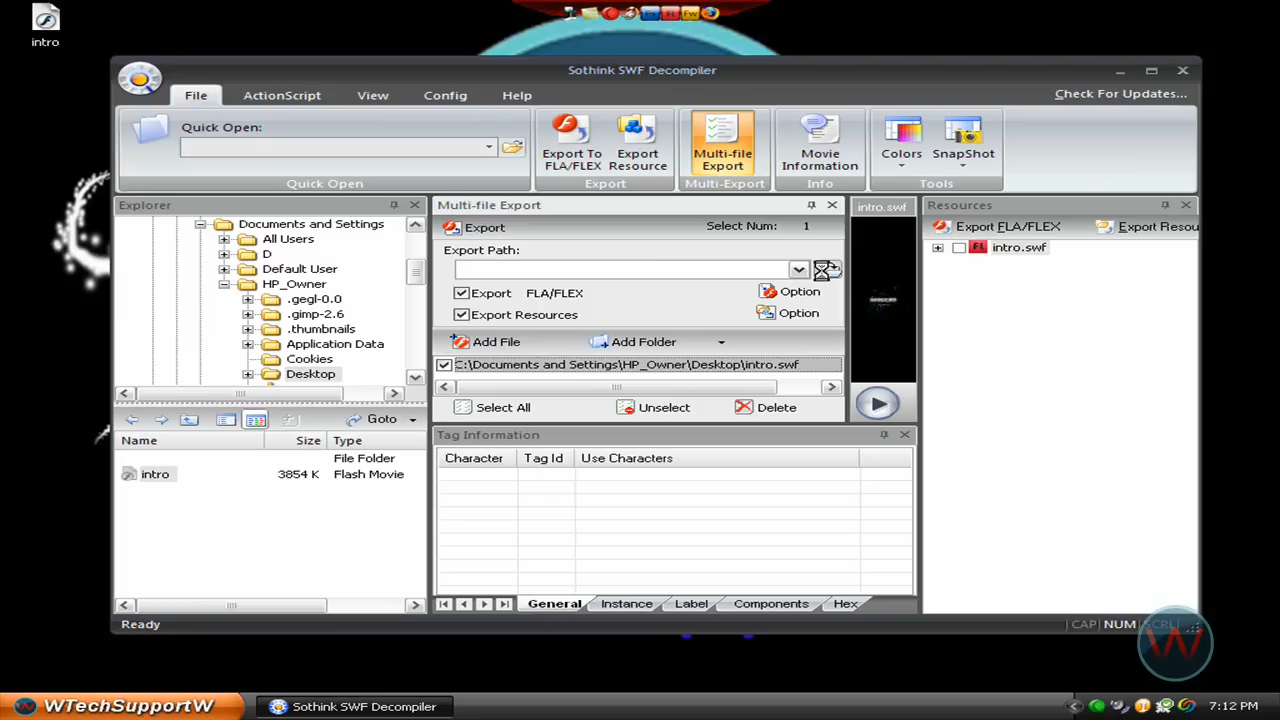 intro
Sothink SWF Decompiler
File ActionScript View Config Help
Check For Updates...
Quick Open:
Export To FLA/FLEX
Export Resource
Multi-file Export
Movie Information
Colors
SnapShot
Quick Open Export Multi-Export Info Tools
Explorer
Documents and Settings
All Users
D
Default User
HP_Owner
.gegl-0.0
.gimp-2.6
.thumbnails
Application Data
Cookies
Desktop
Goto
Name Size Type
File Folder
intro 3854 K Flash Movie
Multi-file Export
Export Select Num: 1
Export Path:
Export FLA/FLEX Option
Export Resources Option
Add File Add Folder
C:\Documents and Settings\HP_Owner\Desktop\intro.swf
Select All Unselect Delete
intro.swf
Tag Information
Character Tag Id Use Characters
General Instance Label Components Hex
Resources
Export FLA/FLEX Export Resou
FL intro.swf
Ready CAP NUM SCRL
W
WTechSupportW Sothink SWF Decompiler 7:12 PM